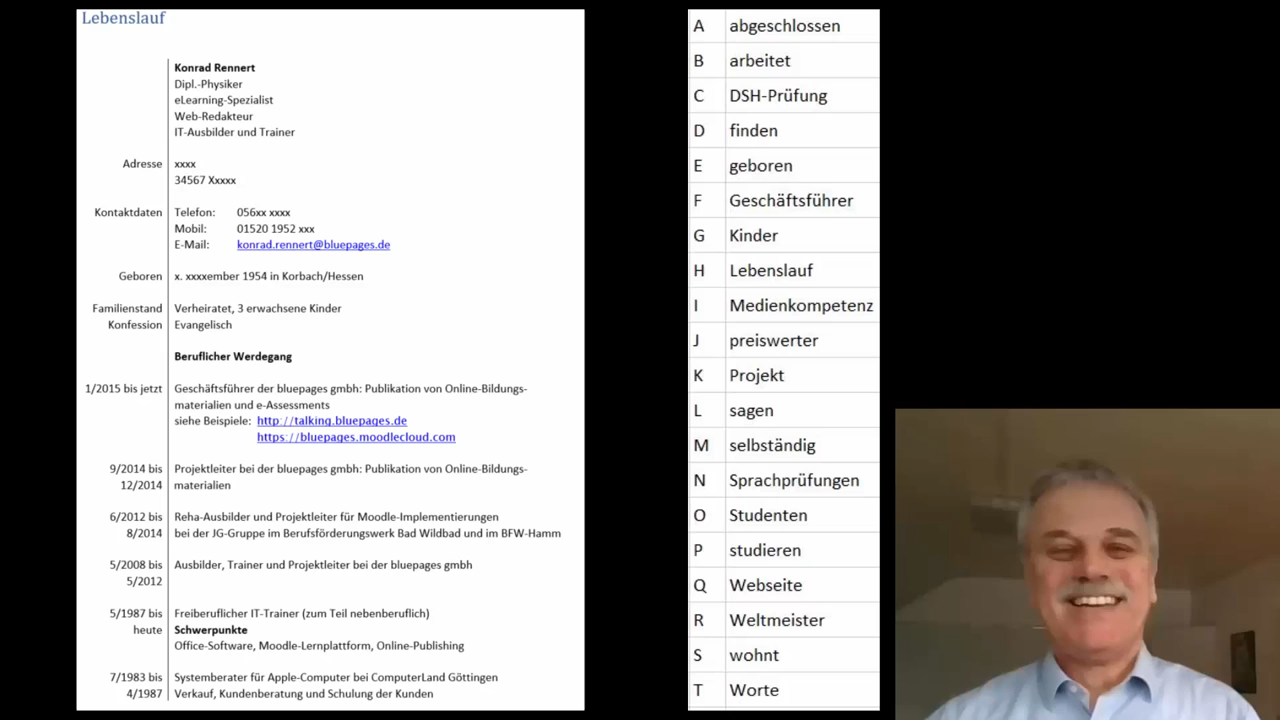 Lebenslauf
Konrad Rennert
Dipl.-Physiker
eLearning-Spezialist
Web-Redakteur
IT-Ausbilder und Trainer
Adresse xxxx
34567 Xxxxx
Kontaktdaten Telefon: 056xx xxxx
Mobil: 01520 1952 xxx
E-Mail: konrad.rennert@bluepages.de
Geboren x. xxxxember 1954 in Korbach/Hessen
Familienstand Verheiratet, 3 erwachsene Kinder
Konfession Evangelisch
Beruflicher Werdegang
1/2015 bis jetzt Geschäftsführer der bluepages gmbh: Publikation von Online-Bildungs-
materialien und e-Assessments
siehe Beispiele: http://talking.bluepages.de
https://bluepages.moodlecloud.com
9/2014 bis Projektleiter bei der bluepages gmbh: Publikation von Online-Bildungs-
12/2014 materialien
6/2012 bis Reha-Ausbilder und Projektleiter für Moodle-Implementierungen
8/2014 bei der JG-Gruppe im Berufsförderungswerk Bad Wildbad und im BFW-Hamm
5/2008 bis Ausbilder, Trainer und Projektleiter bei der bluepages gmbh
5/2012
5/1987 bis Freiberuflicher IT-Trainer (zum Teil nebenberuflich)
heute Schwerpunkte
Office-Software, Moodle-Lernplattform, Online-Publishing
7/1983 bis Systemberater für Apple-Computer bei ComputerLand Göttingen
4/1987 Verkauf, Kundenberatung und Schulung der Kunden
A abgeschlossen
B arbeitet
C DSH-Prüfung
D finden
E geboren
F Geschäftsführer
G Kinder
H Lebenslauf
I Medienkompetenz
J preiswerter
K Projekt
L sagen
M selbständig
N Sprachprüfungen
O Studenten
P studieren
Q Webseite
R Weltmeister
S wohnt
T Worte